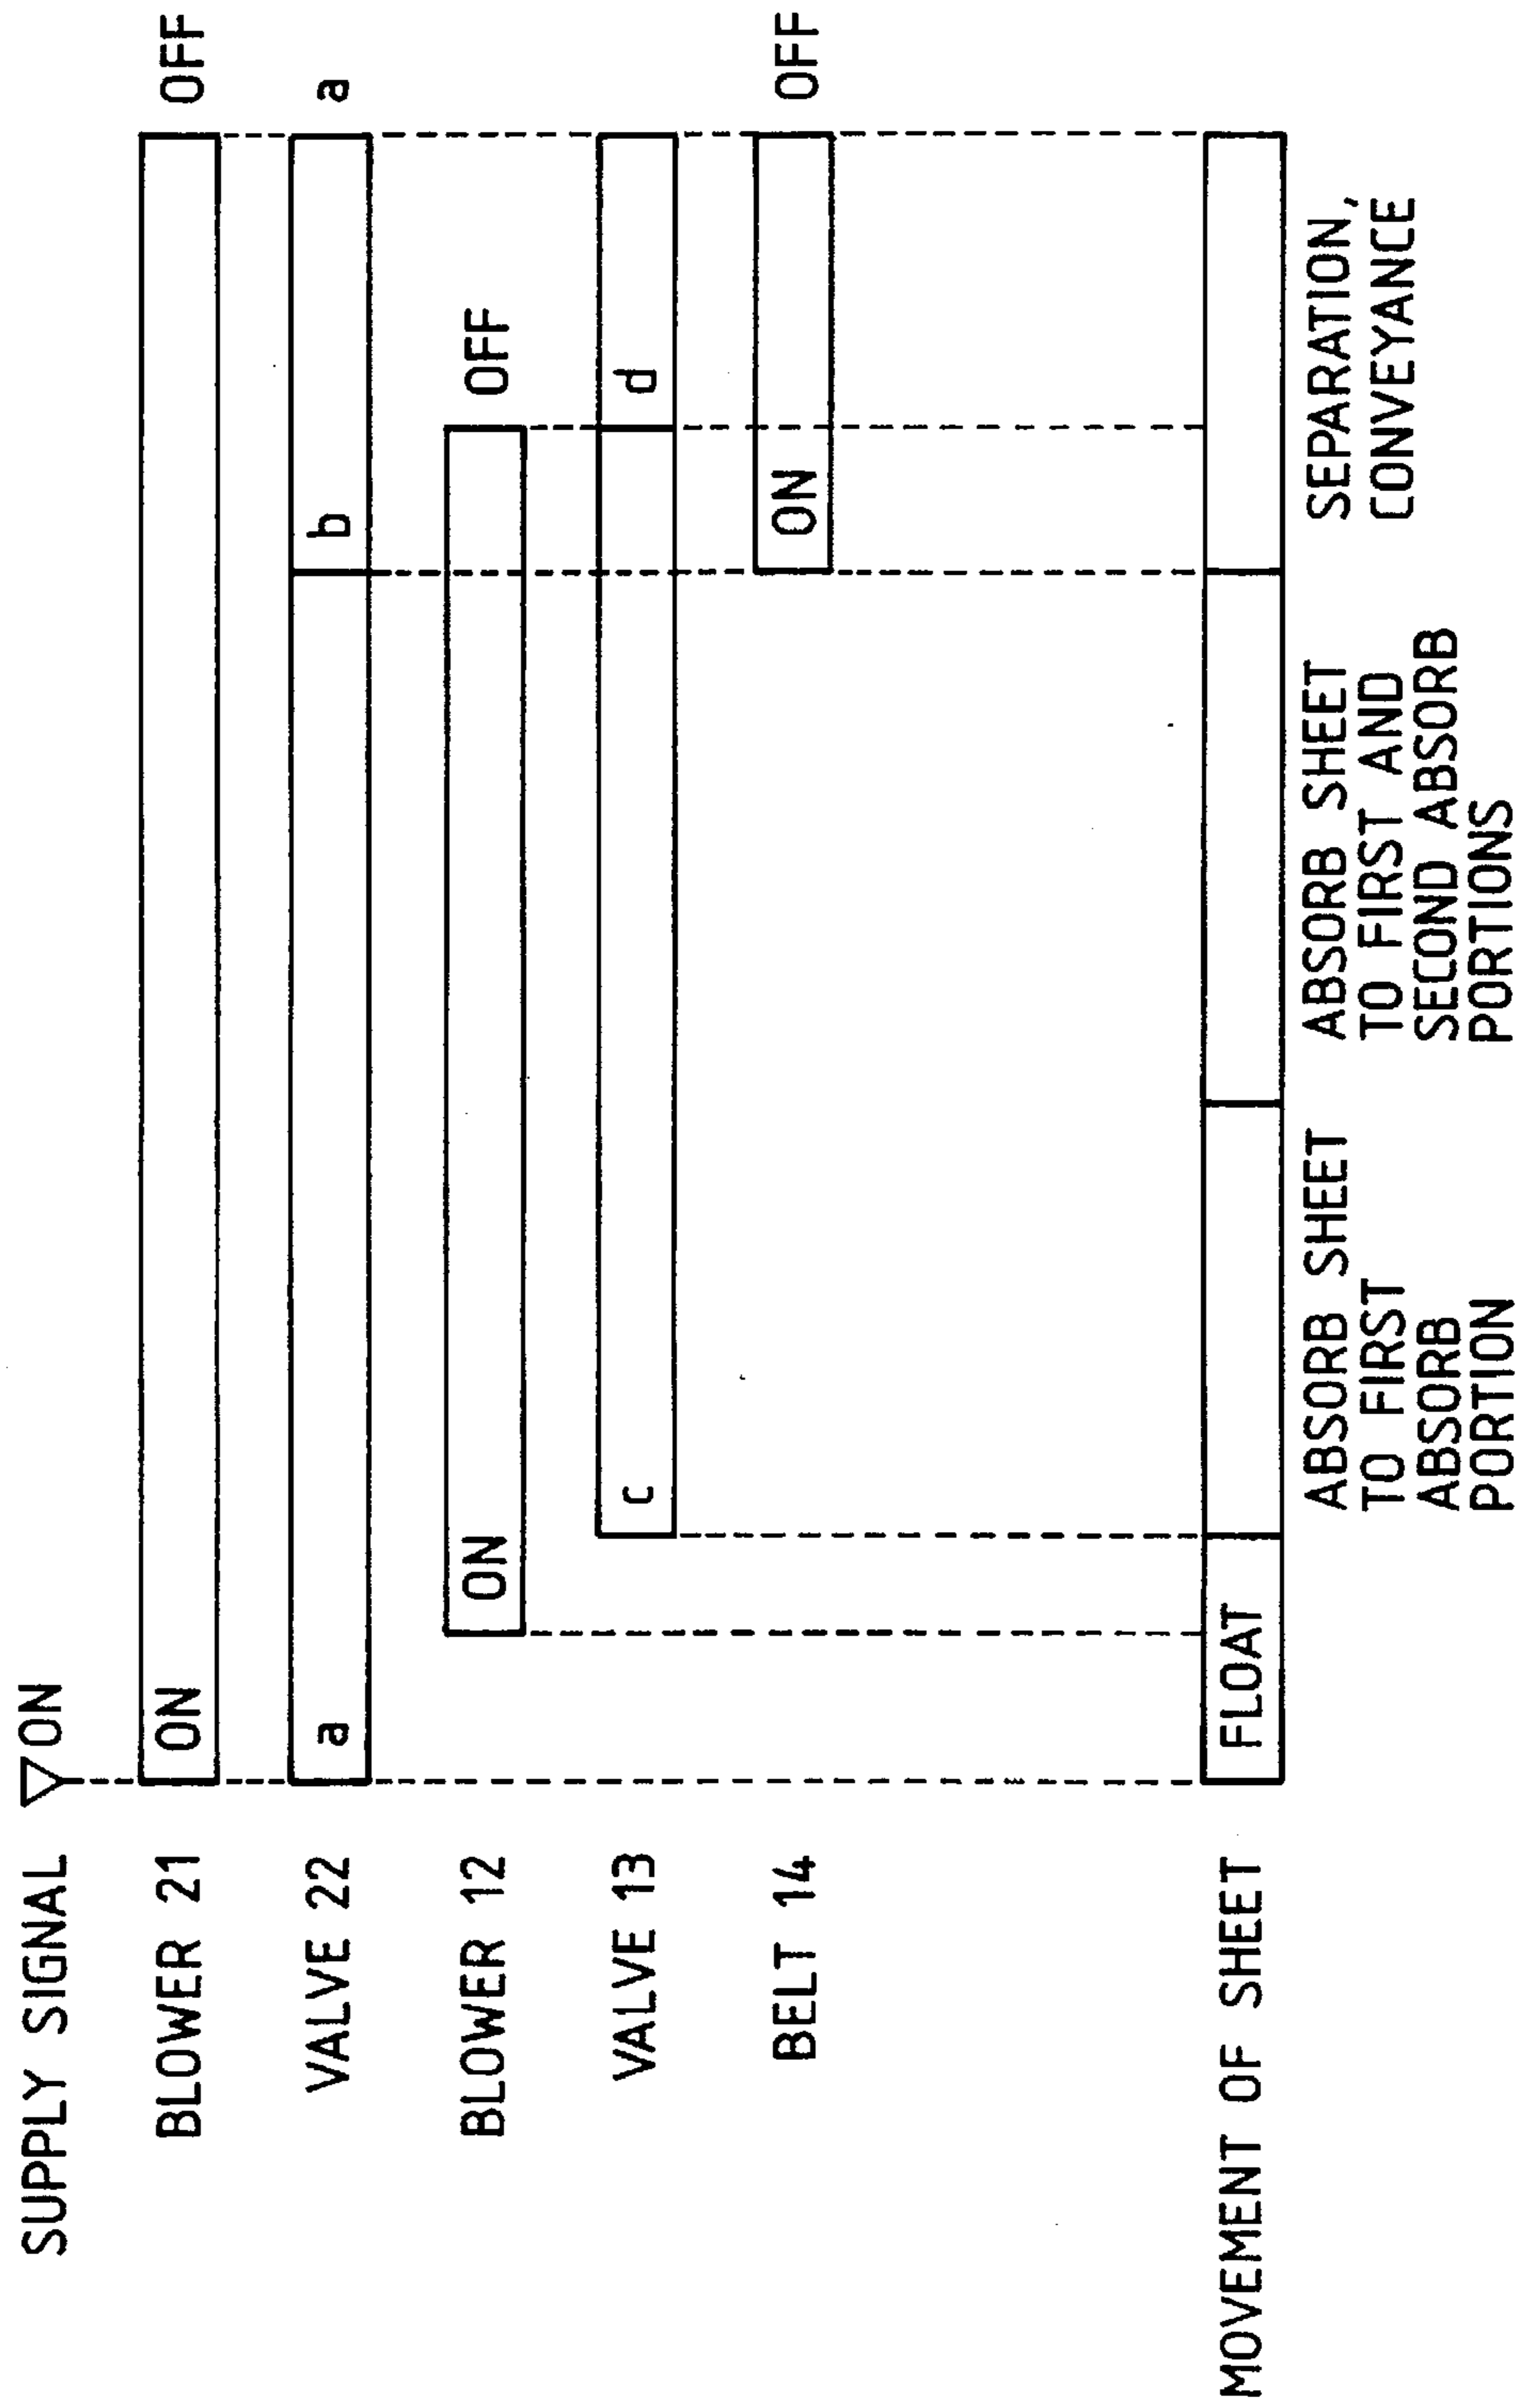 SUPPLY SIGNAL ▽ON
BLOWER 21 ON OFF
VALVE 22 a b a
BLOWER 12 ON OFF
VALVE 13 c d
BELT 14 ON OFF
MOVEMENT OF SHEET FLOAT
ABSORB SHEET
TO FIRST
ABSORB
PORTION
ABSORB SHEET
TO FIRST AND
SECOND ABSORB
PORTIONS
SEPARATION,
CONVEYANCE